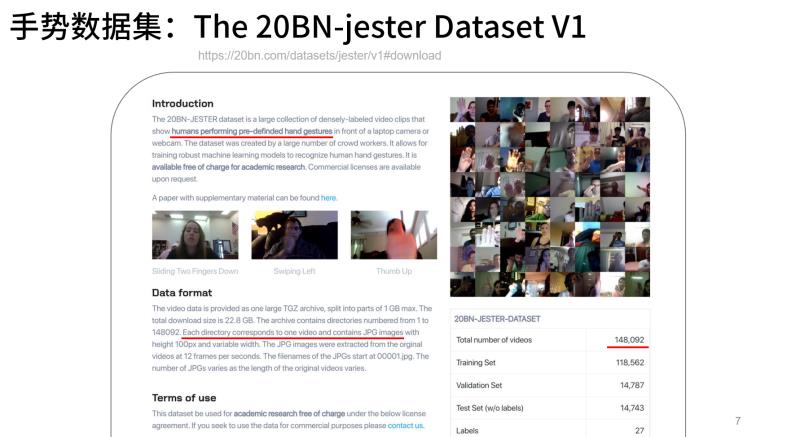 手势数据集：The 20BN-jester Dataset V1
https://20bn.com/datasets/jester/v1#download
Introduction
The 20BN-JESTER dataset is a large collection of densely-labeled video clips that
show humans performing pre-definded hand gestures in front of a laptop camera or
webcam. The dataset was created by a large number of crowd workers. It allows for
training robust machine learning models to recognize human hand gestures. It is
available free of charge for academic research. Commercial licenses are available
upon request.
A paper with supplementary material can be found here.
Sliding Two Fingers Down
Swiping Left
Thumb Up
Data format
The video data is provided as one large TGZ archive, split into parts of 1 GB max. The
total download size is 22.8 GB. The archive contains directories numbered from 1 to
148092. Each directory corresponds to one video and contains JPG images with
height 100px and variable width. The JPG images were extracted from the orginal
videos at 12 frames per seconds. The filenames of the JPGs start at 00001.jpg. The
number of JPGs varies as the length of the original videos varies.
Terms of use
This dataset be used for academic research free of charge under the below license
agreement. If you seek to use the data for commercial purposes please contact us.
20BN-JESTER-DATASET
Total number of videos 148,092
Training Set 118,562
Validation Set 14,787
Test Set (w/o labels) 14,743
Labels 27
7